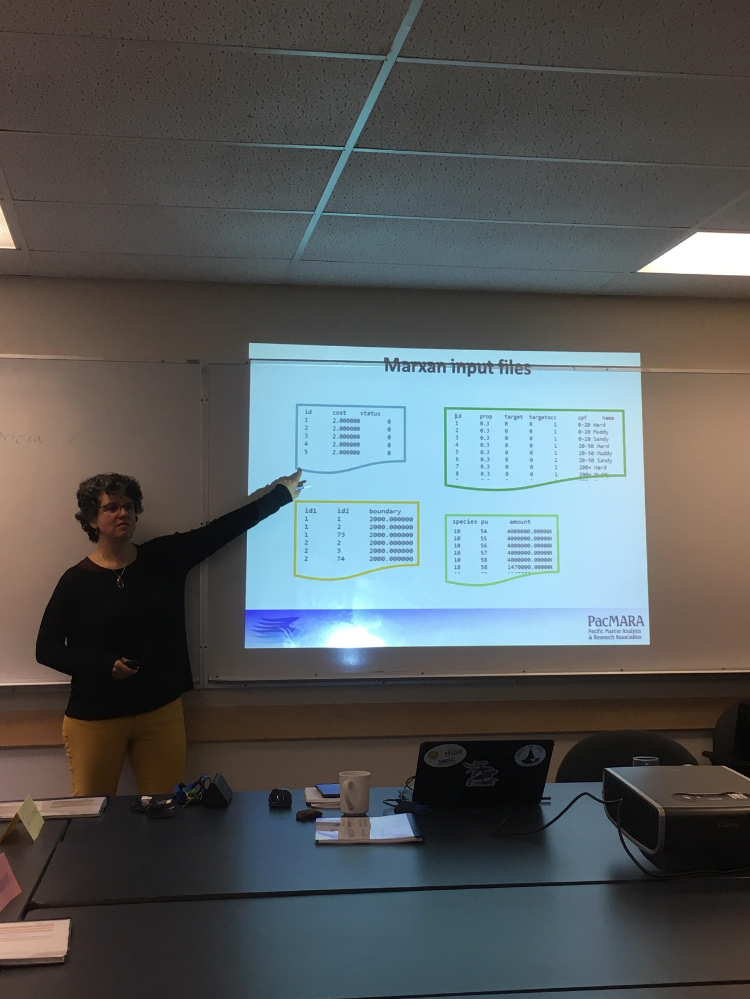 Marxan input files
id cost status
1 2.000000 0
2 2.000000 0
3 2.000000 0
4 2.000000 0
5 2.000000 0
id prop target targetocc spf name
1 0.3 0 0 1 0-20 Hard
2 0.3 0 0 1 0-20 Muddy
3 0.3 0 0 1 0-20 Sandy
4 0.3 0 0 1 20-50 Hard
5 0.3 0 0 1 20-50 Muddy
6 0.3 0 0 1 20-50 Sandy
7 0.3 0 0 1 200+ Hard
8 0.3 0 0 1 200+ Muddy
id1 id2 boundary
1 1 2000.000000
1 2 2000.000000
1 73 2000.000000
2 2 2000.000000
2 3 2000.000000
2 74 2000.000000
species pu amount
10 54 4000000.00000
10 55 4000000.00000
10 56 4000000.00000
10 57 4000000.00000
10 58 4000000.00000
18 58 1470000.00000
PacMARA
Pacific Marine Analysis
& Research Association
SMSC
Canon